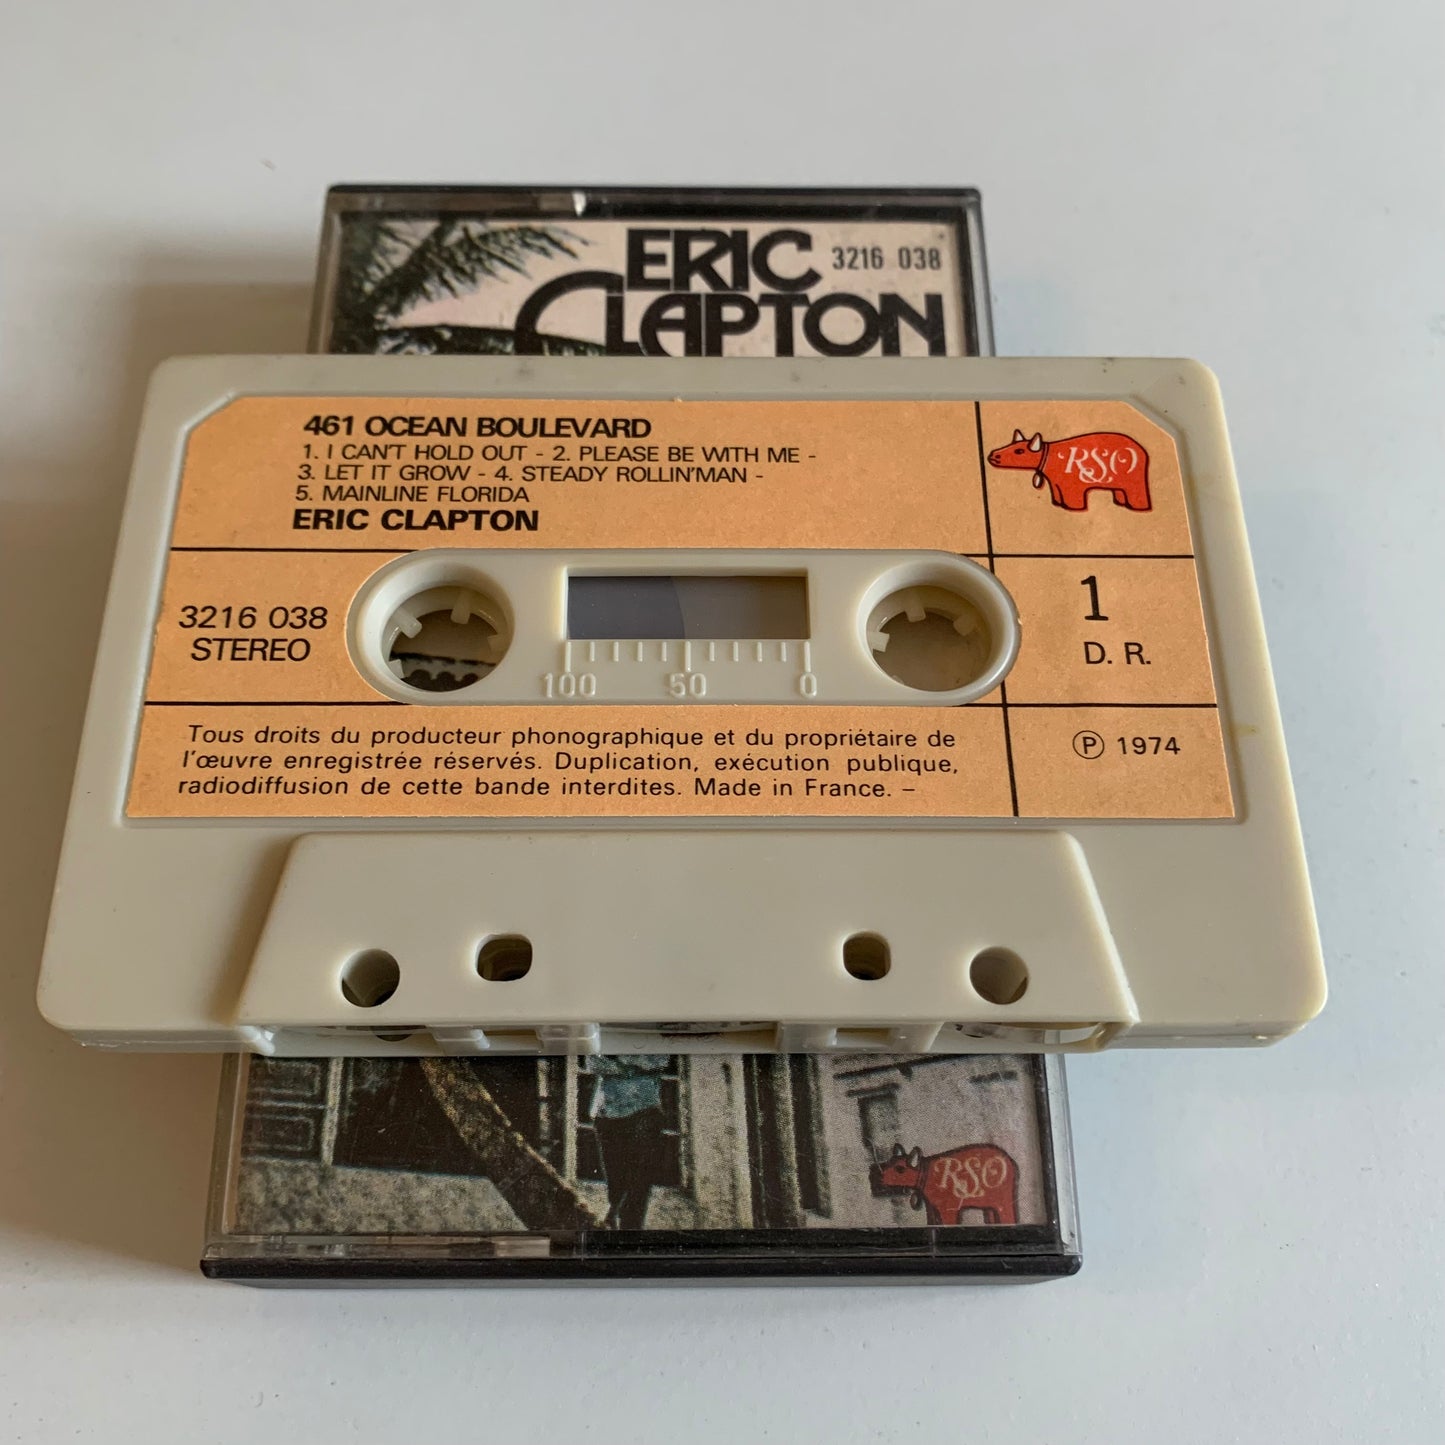 ERIC 3216 038
CLAPTON
461 OCEAN BOULEVARD
1. I CAN'T HOLD OUT - 2. PLEASE BE WITH ME -
3. LET IT GROW - 4. STEADY ROLLIN'MAN -
5. MAINLINE FLORIDA
ERIC CLAPTON
RSO
3216 038
STEREO
1
D. R.
100 50 0
Tous droits du producteur phonographique et du propriétaire de
l'œuvre enregistrée réservés. Duplication, exécution publique,
radiodiffusion de cette bande interdites. Made in France. –
Ⓟ 1974
RSO